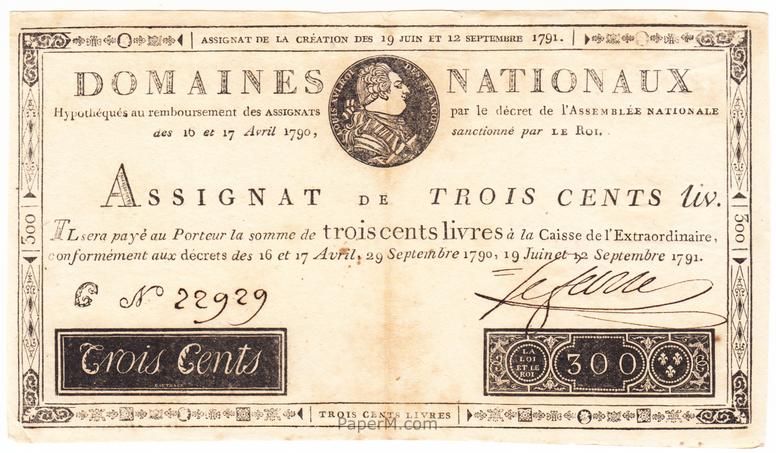 ASSIGNAT DE LA CRÉATION DES 19 JUIN ET 12 SEPTEMBRE 1791.
DOMAINES NATIONAUX
Hypothéqués au remboursement des ASSIGNATS par le décret de l'ASSEMBLÉE NATIONALE
des 16 et 17 Avril 1790, sanctionné par LE ROI.
ASSIGNAT DE TROIS CENTS liv.
IL sera payé au Porteur la somme de trois cents livres à la Caisse de l'Extraordinaire,
conformément aux décrets des 16 et 17 Avril, 29 Septembre 1790, 19 Juin et 12 Septembre 1791.
300
300
C No 22929
Trois Cents
LA LOI ET LE ROI
300
TROIS CENTS LIVRES
PaperM.com